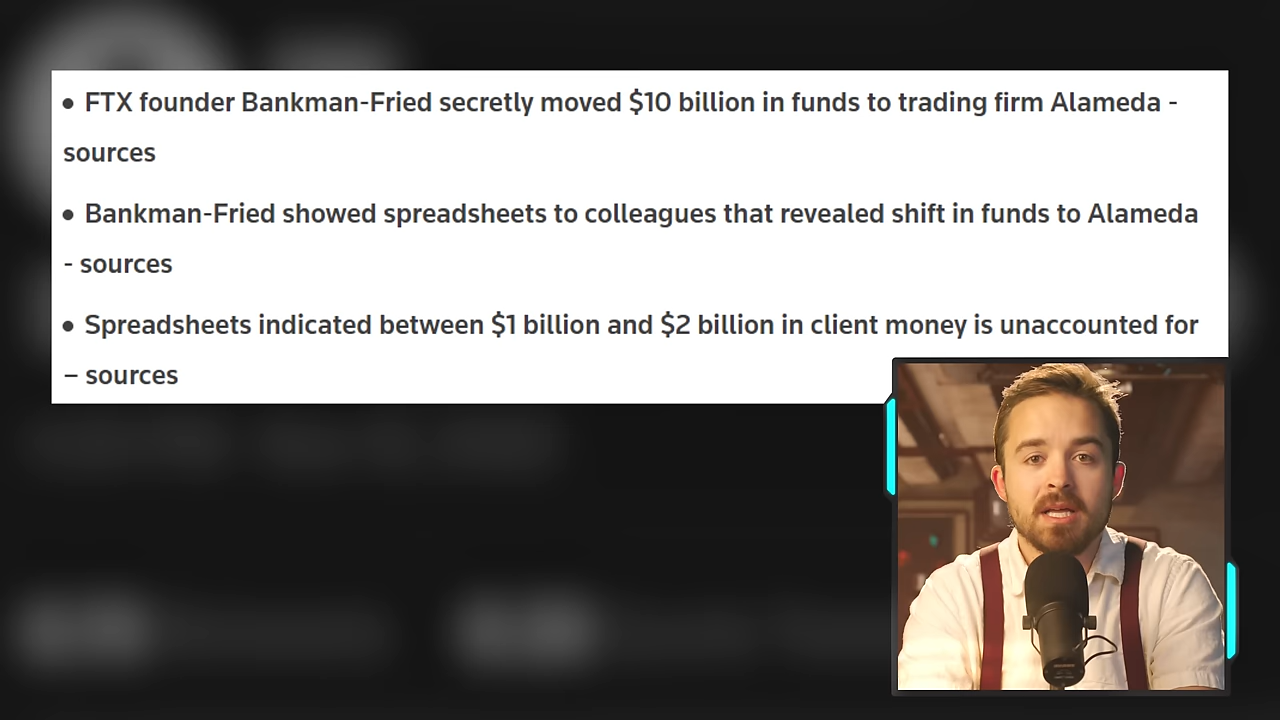 • FTX founder Bankman-Fried secretly moved $10 billion in funds to trading firm Alameda -
sources
• Bankman-Fried showed spreadsheets to colleagues that revealed shift in funds to Alameda
- sources
• Spreadsheets indicated between $1 billion and $2 billion in client money is unaccounted for
– sources